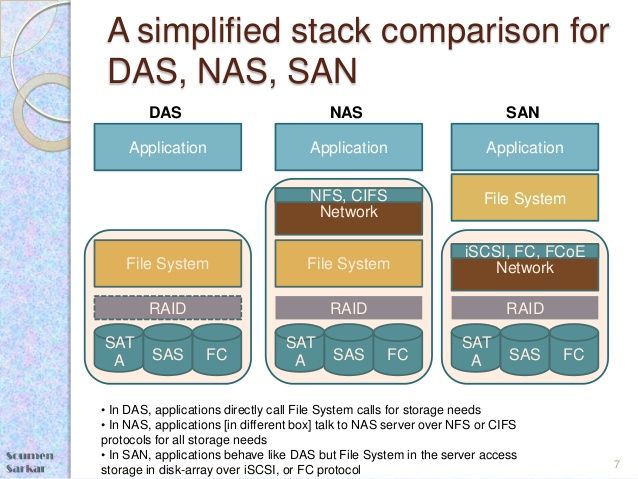 A simplified stack comparison for
DAS, NAS, SAN
DAS
NAS
SAN
Application
Application
Application
NFS, CIFS
Network
File System
iSCSI, FC, FCoE
Network
File System
File System
RAID
RAID
RAID
SAT
A
SAS
FC
SAT
A
SAS
FC
SAT
A
SAS
FC
• In DAS, applications directly call File System calls for storage needs
• In NAS, applications [in different box] talk to NAS server over NFS or CIFS
protocols for all storage needs
• In SAN, applications behave like DAS but File System in the server access
storage in disk-array over iSCSI, or FC protocol
Soumen
Sarkar
7